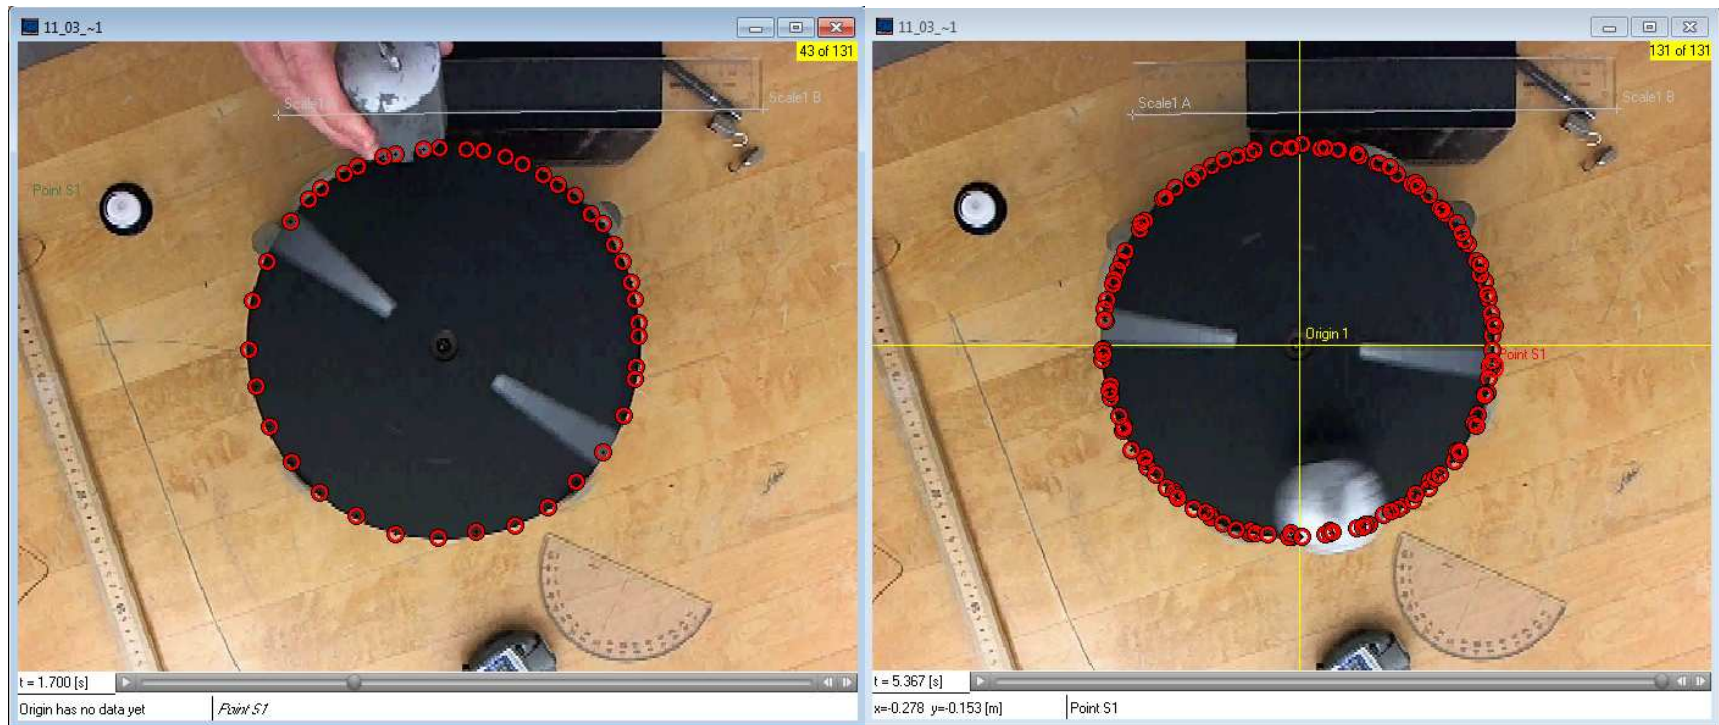 11_03_~1
43 of 131
Scale1 A
Scale1 B
Point S1
t = 1.700 [s]
Origin has no data yet
Point S1
11_03_~1
131 of 131
Scale1 A
Scale1 B
Origin 1
Point S1
t = 5.367 [s]
x=-0.278 y=-0.153 [m]
Point S1